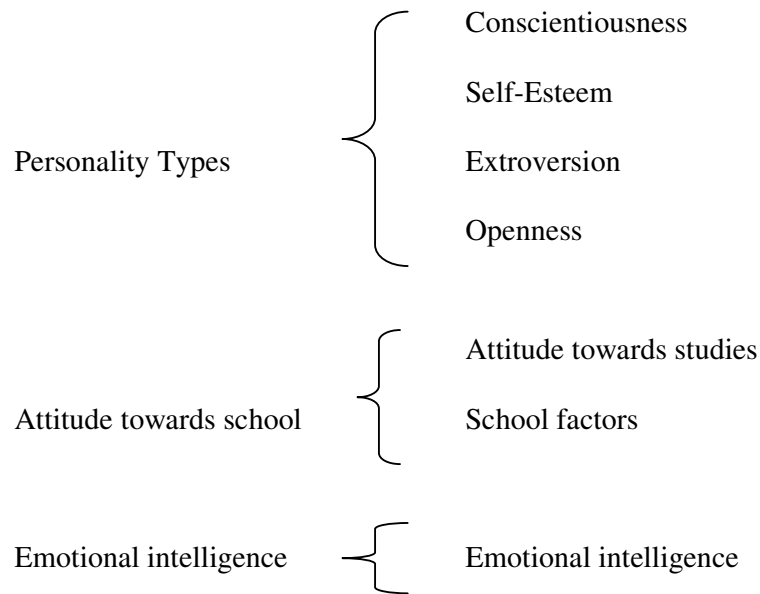 Conscientiousness
Self-Esteem
Personality Types
Extroversion
Openness
Attitude towards studies
Attitude towards school
School factors
Emotional intelligence
Emotional intelligence